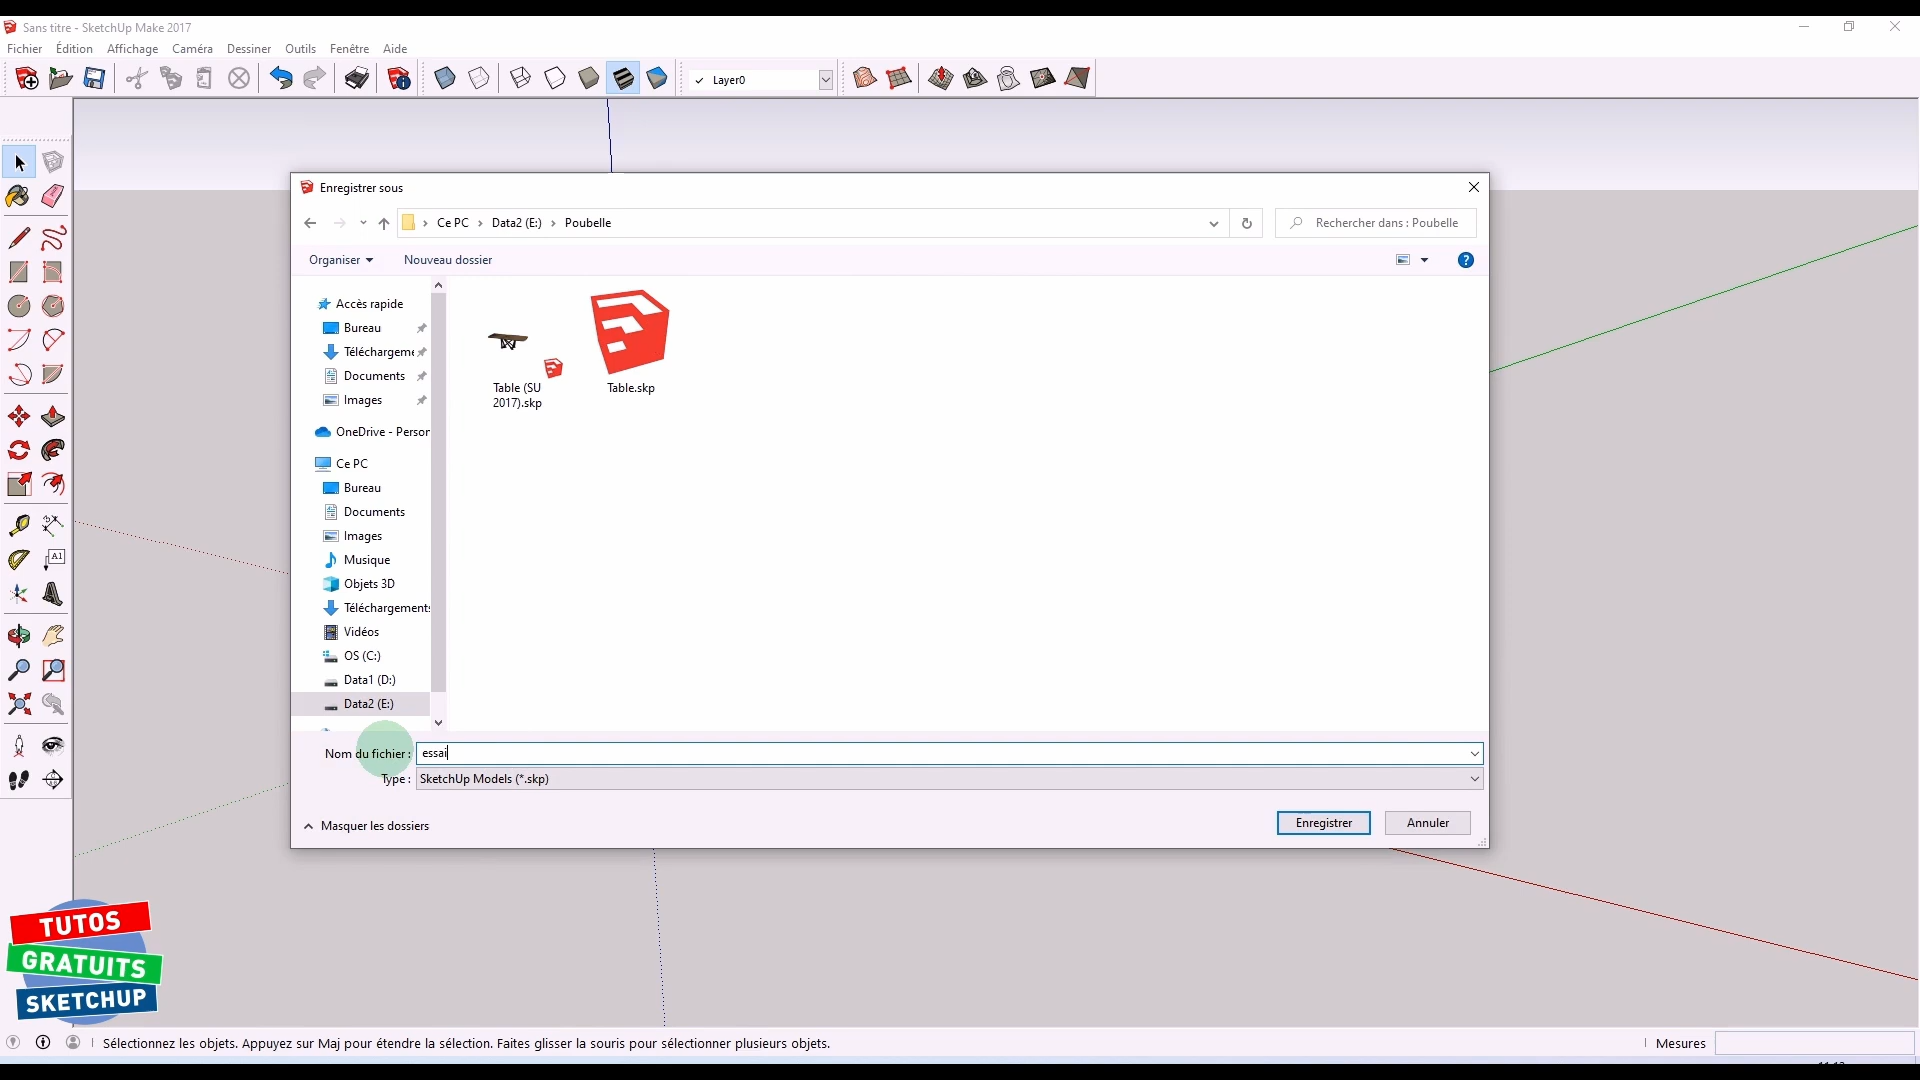 Sans titre - SketchUp Make 2017
Fichier Édition Affichage Caméra Dessiner Outils Fenêtre Aide
Layer0
Enregistrer sous
Ce PC › Data2 (E:) › Poubelle
Rechercher dans : Poubelle
Organiser
Nouveau dossier
Accès rapide
Bureau
Téléchargeme
Documents
Images
OneDrive - Person
Ce PC
Bureau
Documents
Images
Musique
Objets 3D
Téléchargements
Vidéos
OS (C:)
Data1 (D:)
Data2 (E:)
Table (SU
2017).skp
Table.skp
A1
Nom du fichier : essai
Type : SketchUp Models (*.skp)
Masquer les dossiers
Enregistrer
Annuler
TUTOS
GRATUITS
SKETCHUP
Sélectionnez les objets. Appuyez sur Maj pour étendre la sélection. Faites glisser la souris pour sélectionner plusieurs objets.
Mesures